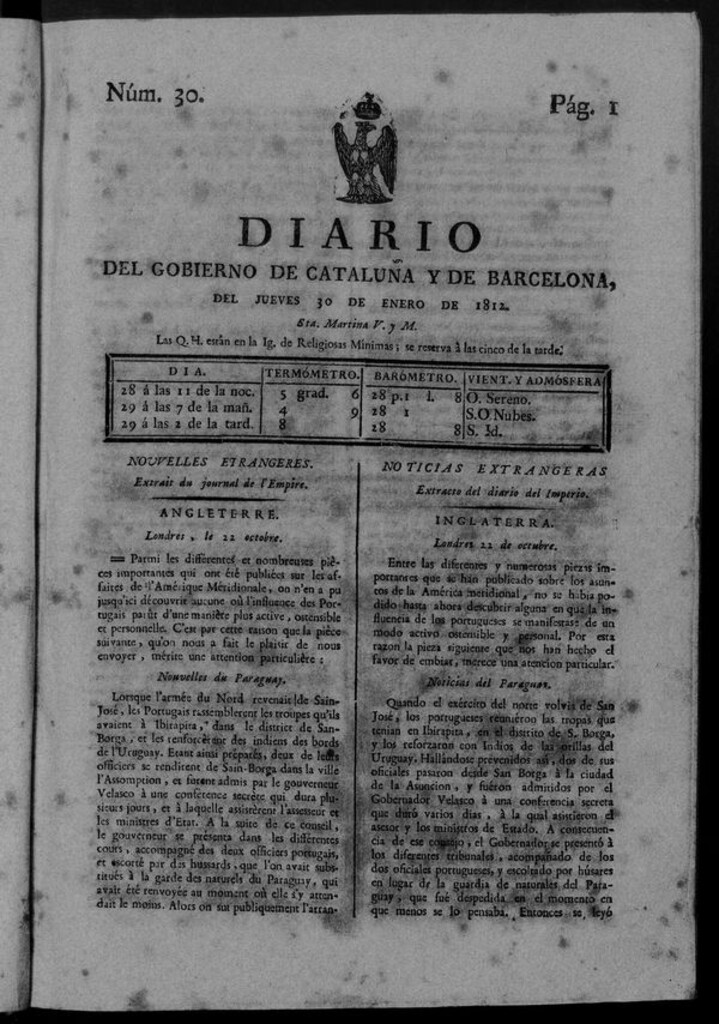 Núm. 30.
Pág. 1
DIARIO
DEL GOBIERNO DE CATALUÑA Y DE BARCELONA,
DEL JUEVES 30 DE ENERO DE 1812.
Sta. Martina V. y M.
Las Q. H. están en la Ig. de Religiosas Mínimas; se reserva á las cinco de la tarde.
DIA. TERMÓMETRO. BARÓMETRO. VIENT. Y ADMÓSFERA
28 á las 11 de la noc. 5 grad. 6 28 p. 1 l. 8 O. Sereno.
29 á las 7 de la mañ. 4 9 28 1 S.O Nubes.
29 á las 2 de la tard. 8 28 8 S. Id.
NOUVELLES ETRANGERES.
Extrait du journal de l'Empire.
ANGLETERRE.
Londres, le 22 octobre.
== Parmi les différentes et nombreuses piè-
ces importantes qui ont été publiées sur les af-
faites de l'Amérique Méridionale, on n'en a pu
jusqu'ici découvrir aucune où l'influence des Por-
tugais parût d'une manière plus active, ostensible
et personnelle. C'est par cette raison que la pièce
suivante, qu'on nous a fait le plaisir de nous
envoyer, mérite une attention particulière:
Nouvelles du Paraguay.
Lorsque l'armée du Nord revenait de Sain-
José, les Portugais rassemblerent les troupes qu'ils
avaient à Ibirapita, dans le district de San-
Borga, et les renforcèrent des indiens des bords
de l'Uruguay. Etant ainsi préparés, deux de leurs
officiers se rendirent de Sain-Borga dans la ville
l'Assomption, et furent admis par le gouverneur
Velasco à une conférence secrète qui dura plu-
sieurs jours, et à laquelle assistèrent l'assesseur et
les ministres d'Etat. A la suite de ce conseil,
le gouverneur se présenta dans les différentes
cours, accompagné des deux officiers portugais,
et escorté par des hussards, que l'on avait subs-
titués à la garde des naturels du Paraguay, qui
avait été renvoyée au moment où elle s'y atten-
dait le moins. Alors on lut publiquement l'arran-
NOTICIAS EXTRANGERAS
Extracto del diario del Imperio.
INGLATERRA.
Londres 22 de octubre.
Entre las diferentes y numerosas piezas im-
portantes que se han publicado sobre los asun-
tos de la América meridional, no se habia po-
dido hasta ahora descubrir alguna en que la in-
fluencia de los portugueses se manifestase de un
modo activo ostensible y personal. Por esta
razon la pieza siguiente que nos han hecho el
favor de embiar, merece una atencion particular.
Noticias del Paraguay.
Quando el exército del norte volvia de San
José, los portugueses reunieron las tropas que
tenian en Ibirapita, en el distrito de S. Borga,
y los reforzaron con Indios de las orillas del
Uruguay. Hallándose prevenidos así, dos de sus
oficiales pasaron desde San Borga á la ciudad
de la Asuncion, y fuéron admitidos por el
Gobernador Velasco á una conferencia secreta
que duró varios dias, á la qual asistieron el
asesor y los ministros de Estado. A consecuen-
cia de ese consejo, el Gobernador se presentó á
los diferentes tribunales, acompañado de los
dos oficiales portugueses, y escoltado por húsares
en lugar de la guardia de naturales del Para-
guay, que fué despedida en el momento en
que menos se lo pensaba. Entonces se leyó